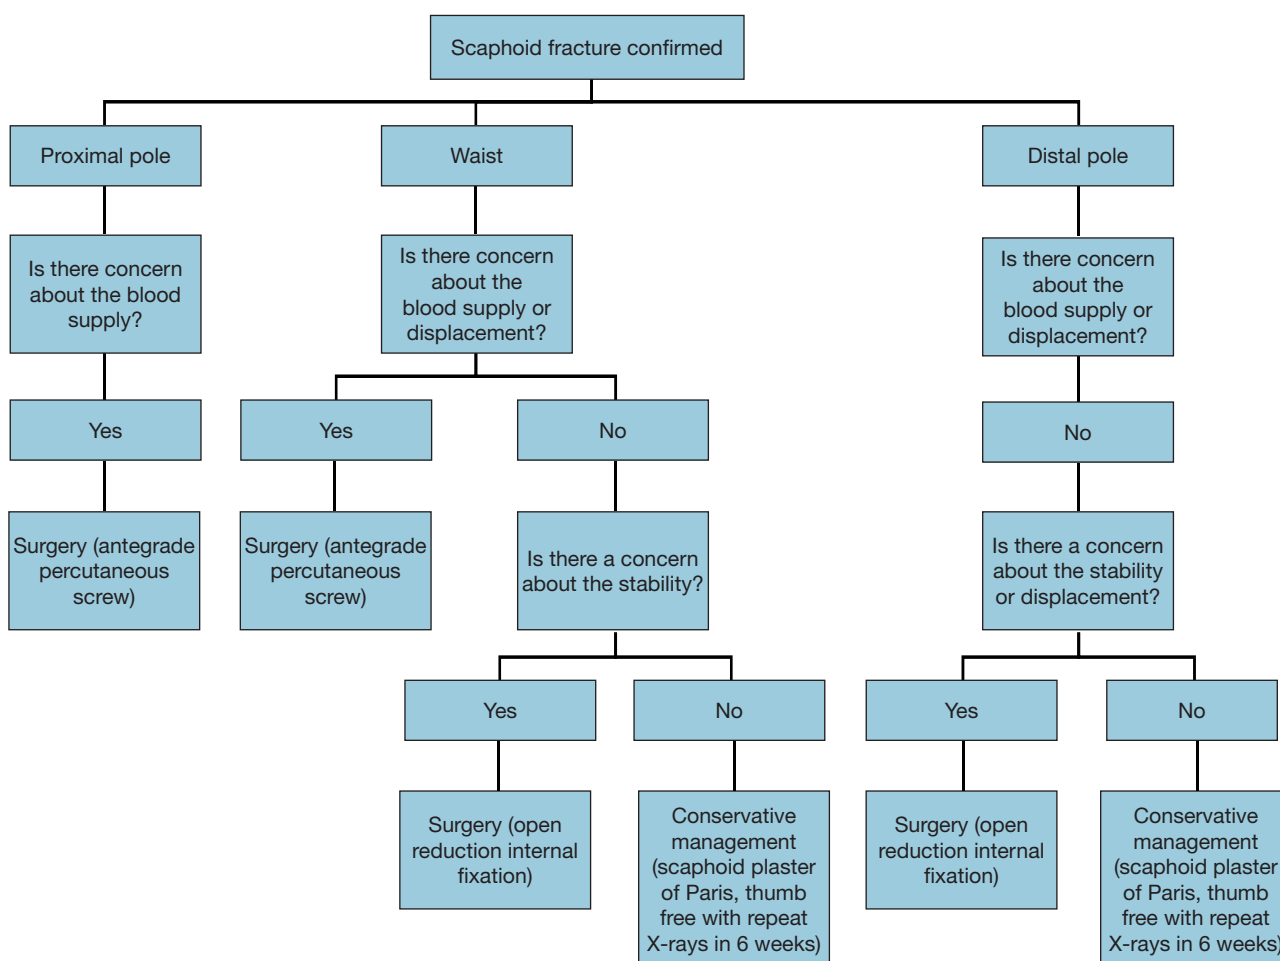 Scaphoid fracture confirmed
Proximal pole
Waist
Distal pole
Is there concern
about the blood
supply?
Is there concern
about the
blood supply or
displacement?
Is there concern
about the
blood supply or
displacement?
Yes
Yes
No
No
Surgery (antegrade
percutaneous
screw)
Surgery (antegrade
percutaneous
screw)
Is there a concern
about the stability?
Is there a concern
about the stability
or displacement?
Yes
No
Yes
No
Surgery (open
reduction internal
fixation)
Conservative
management
(scaphoid plaster
of Paris, thumb
free with repeat
X-rays in 6 weeks)
Surgery (open
reduction internal
fixation)
Conservative
management
(scaphoid plaster
of Paris, thumb
free with repeat
X-rays in 6 weeks)